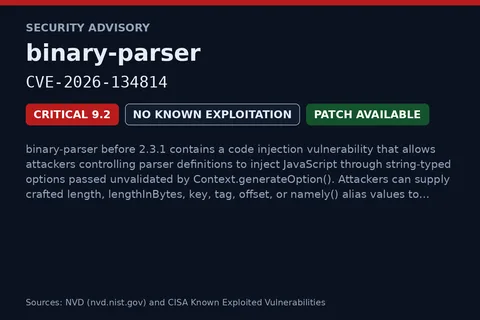 SECURITY ADVISORY
binary-parser
CVE-2026-134814
CRITICAL 9.2 NO KNOWN EXPLOITATION PATCH AVAILABLE
binary-parser before 2.3.1 contains a code injection vulnerability that allows
attackers controlling parser definitions to inject JavaScript through string-typed
options passed unvalidated by Context.generateOption(). Attackers can supply
crafted length, lengthInBytes, key, tag, offset, or namely() alias values to...
Sources: NVD (nvd.nist.gov) and CISA Known Exploited Vulnerabilities